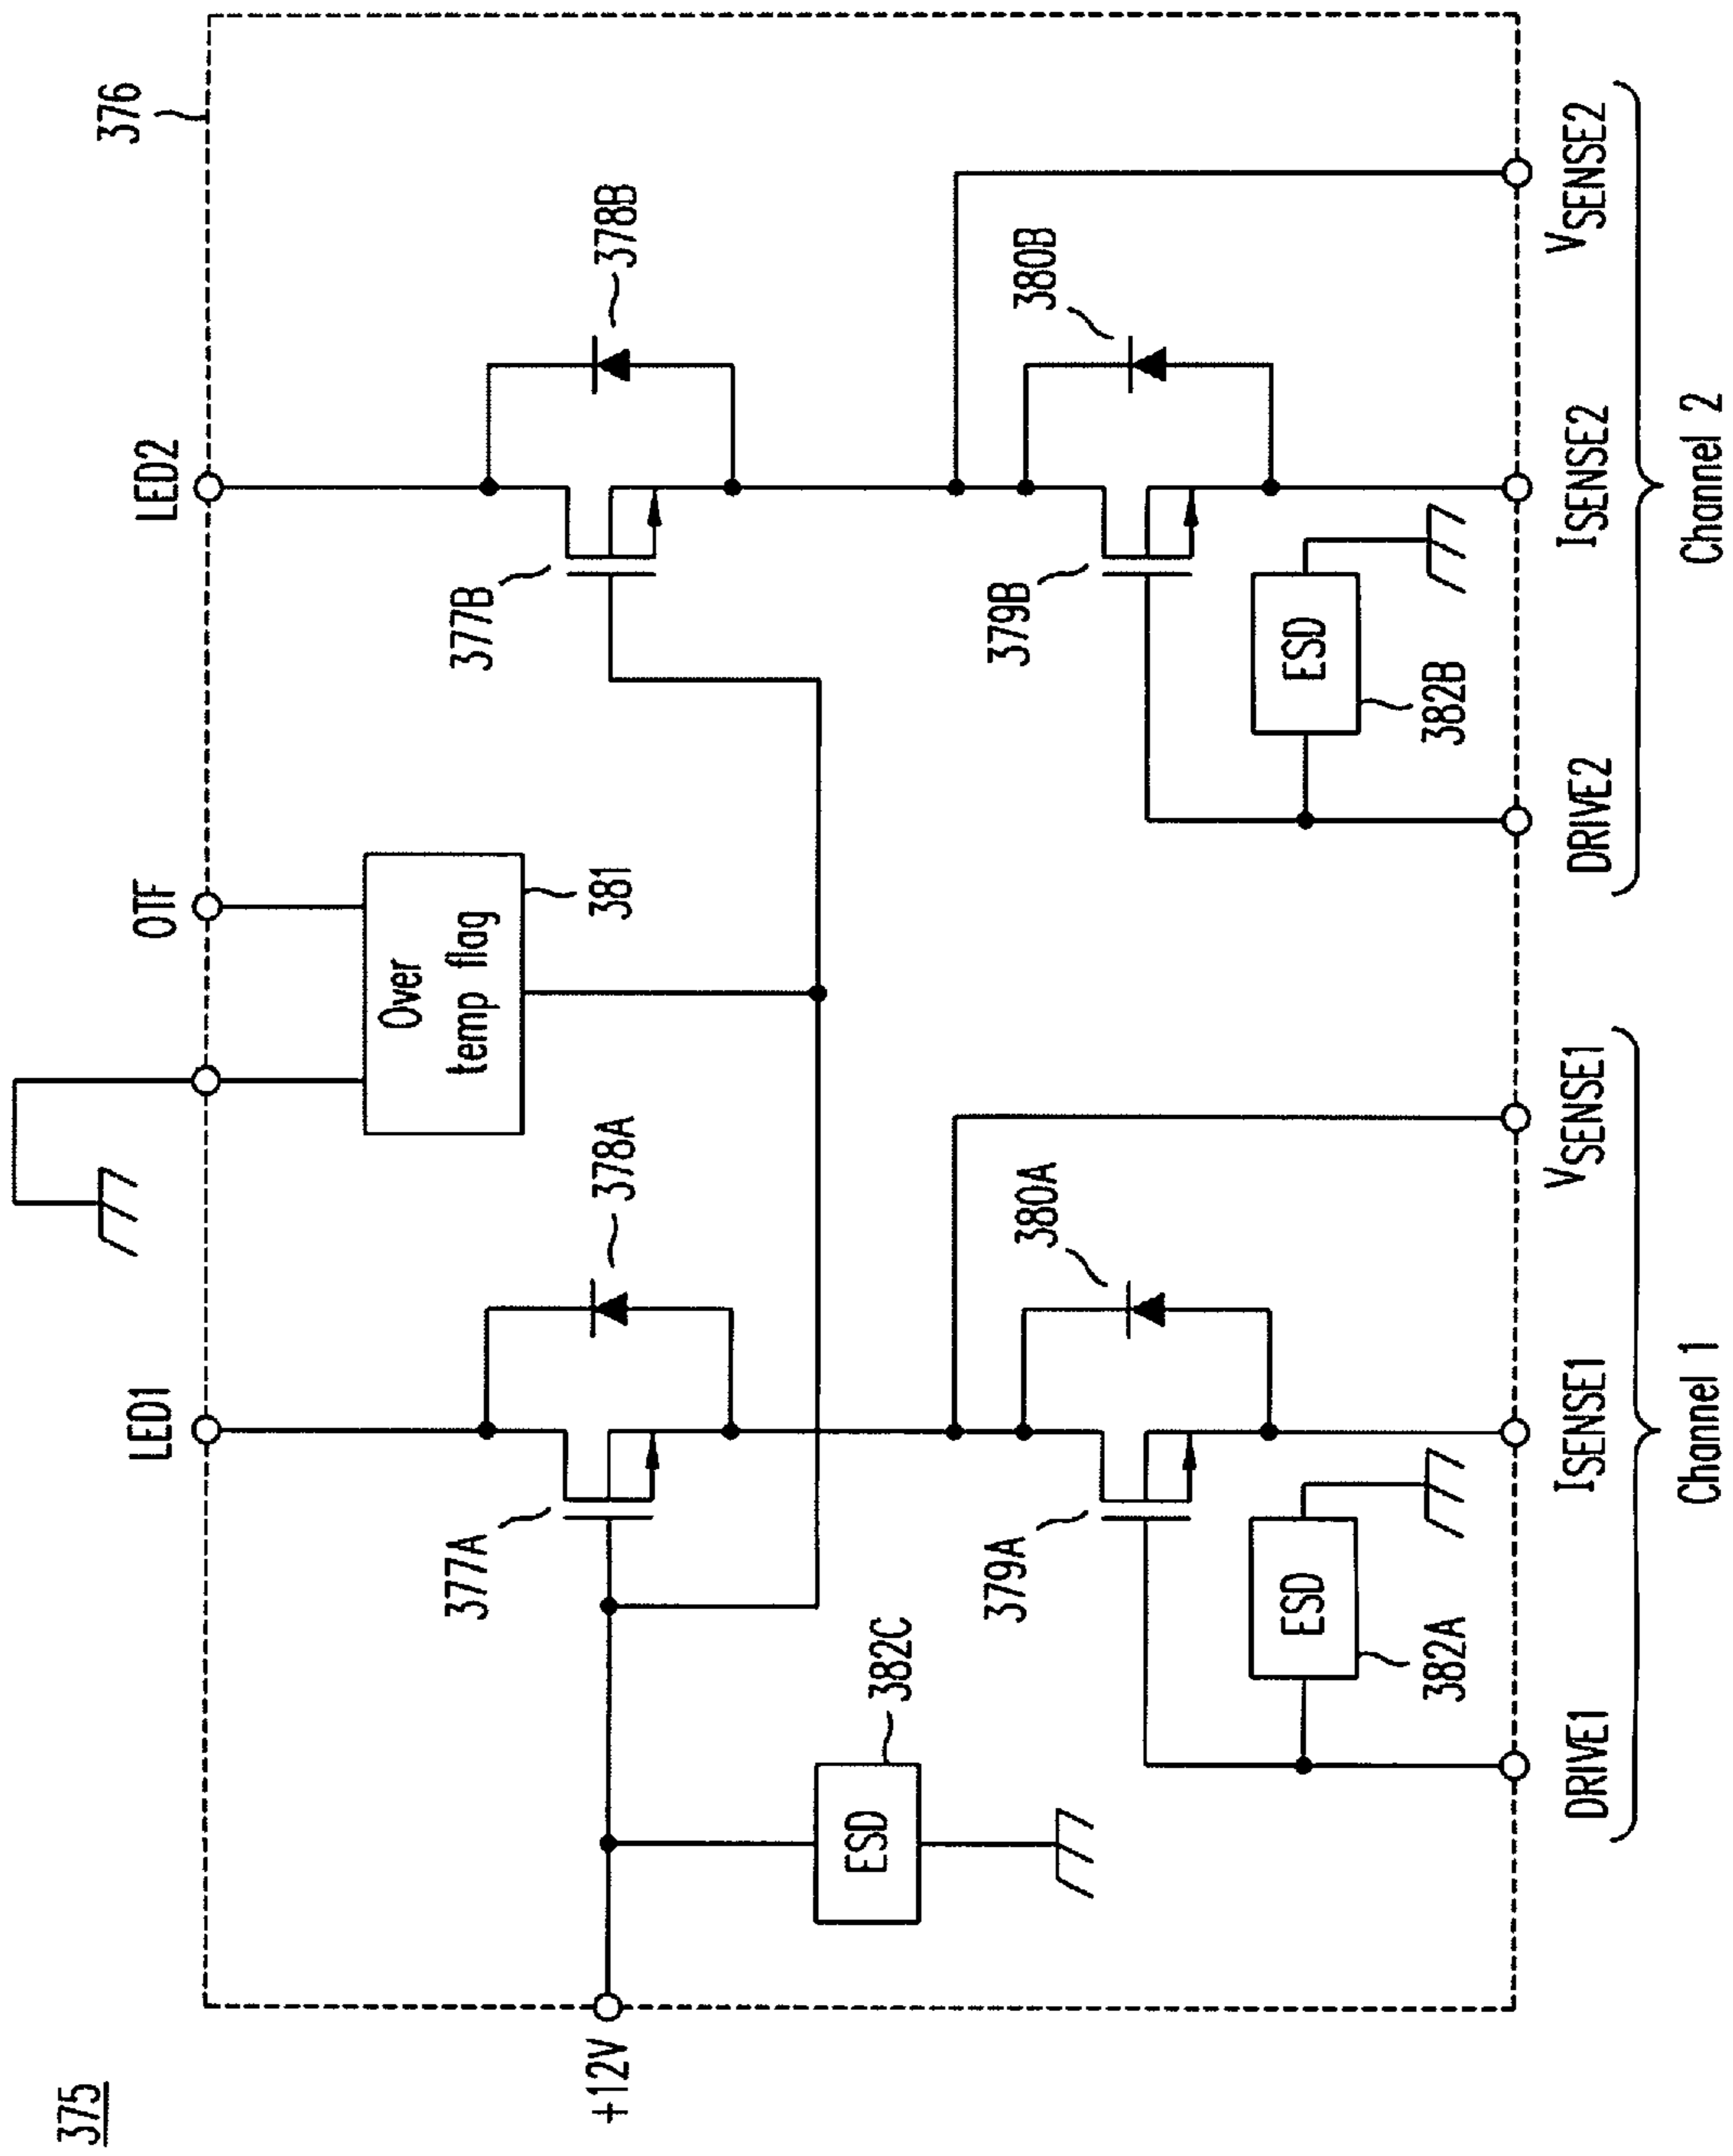 375
376
LED1
OTF
LED2
+12V
377A
378A
Over
temp flag
381
377B
378B
ESD
382C
379A
380A
379B
380B
ESD
382A
ESD
382B
DRIVE1
ISENSE1
VSENSE1
DRIVE2
ISENSE2
VSENSE2
Channel 1
Channel 2